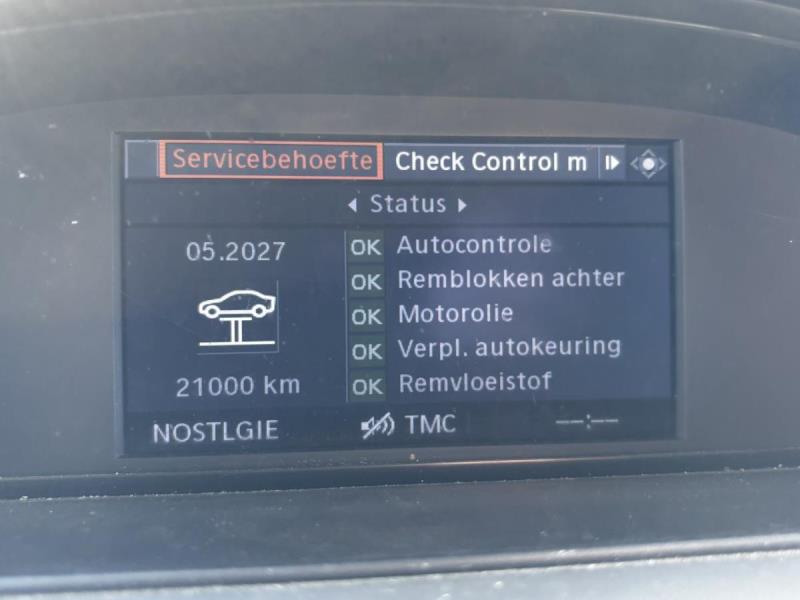 Servicebehoefte Check Control m
Status
05.2027
OK Autocontrole
OK Remblokken achter
OK Motorolie
OK Verpl. autokeuring
OK Remvloeistof
21000 km
NOSTLGIE TMC --:--